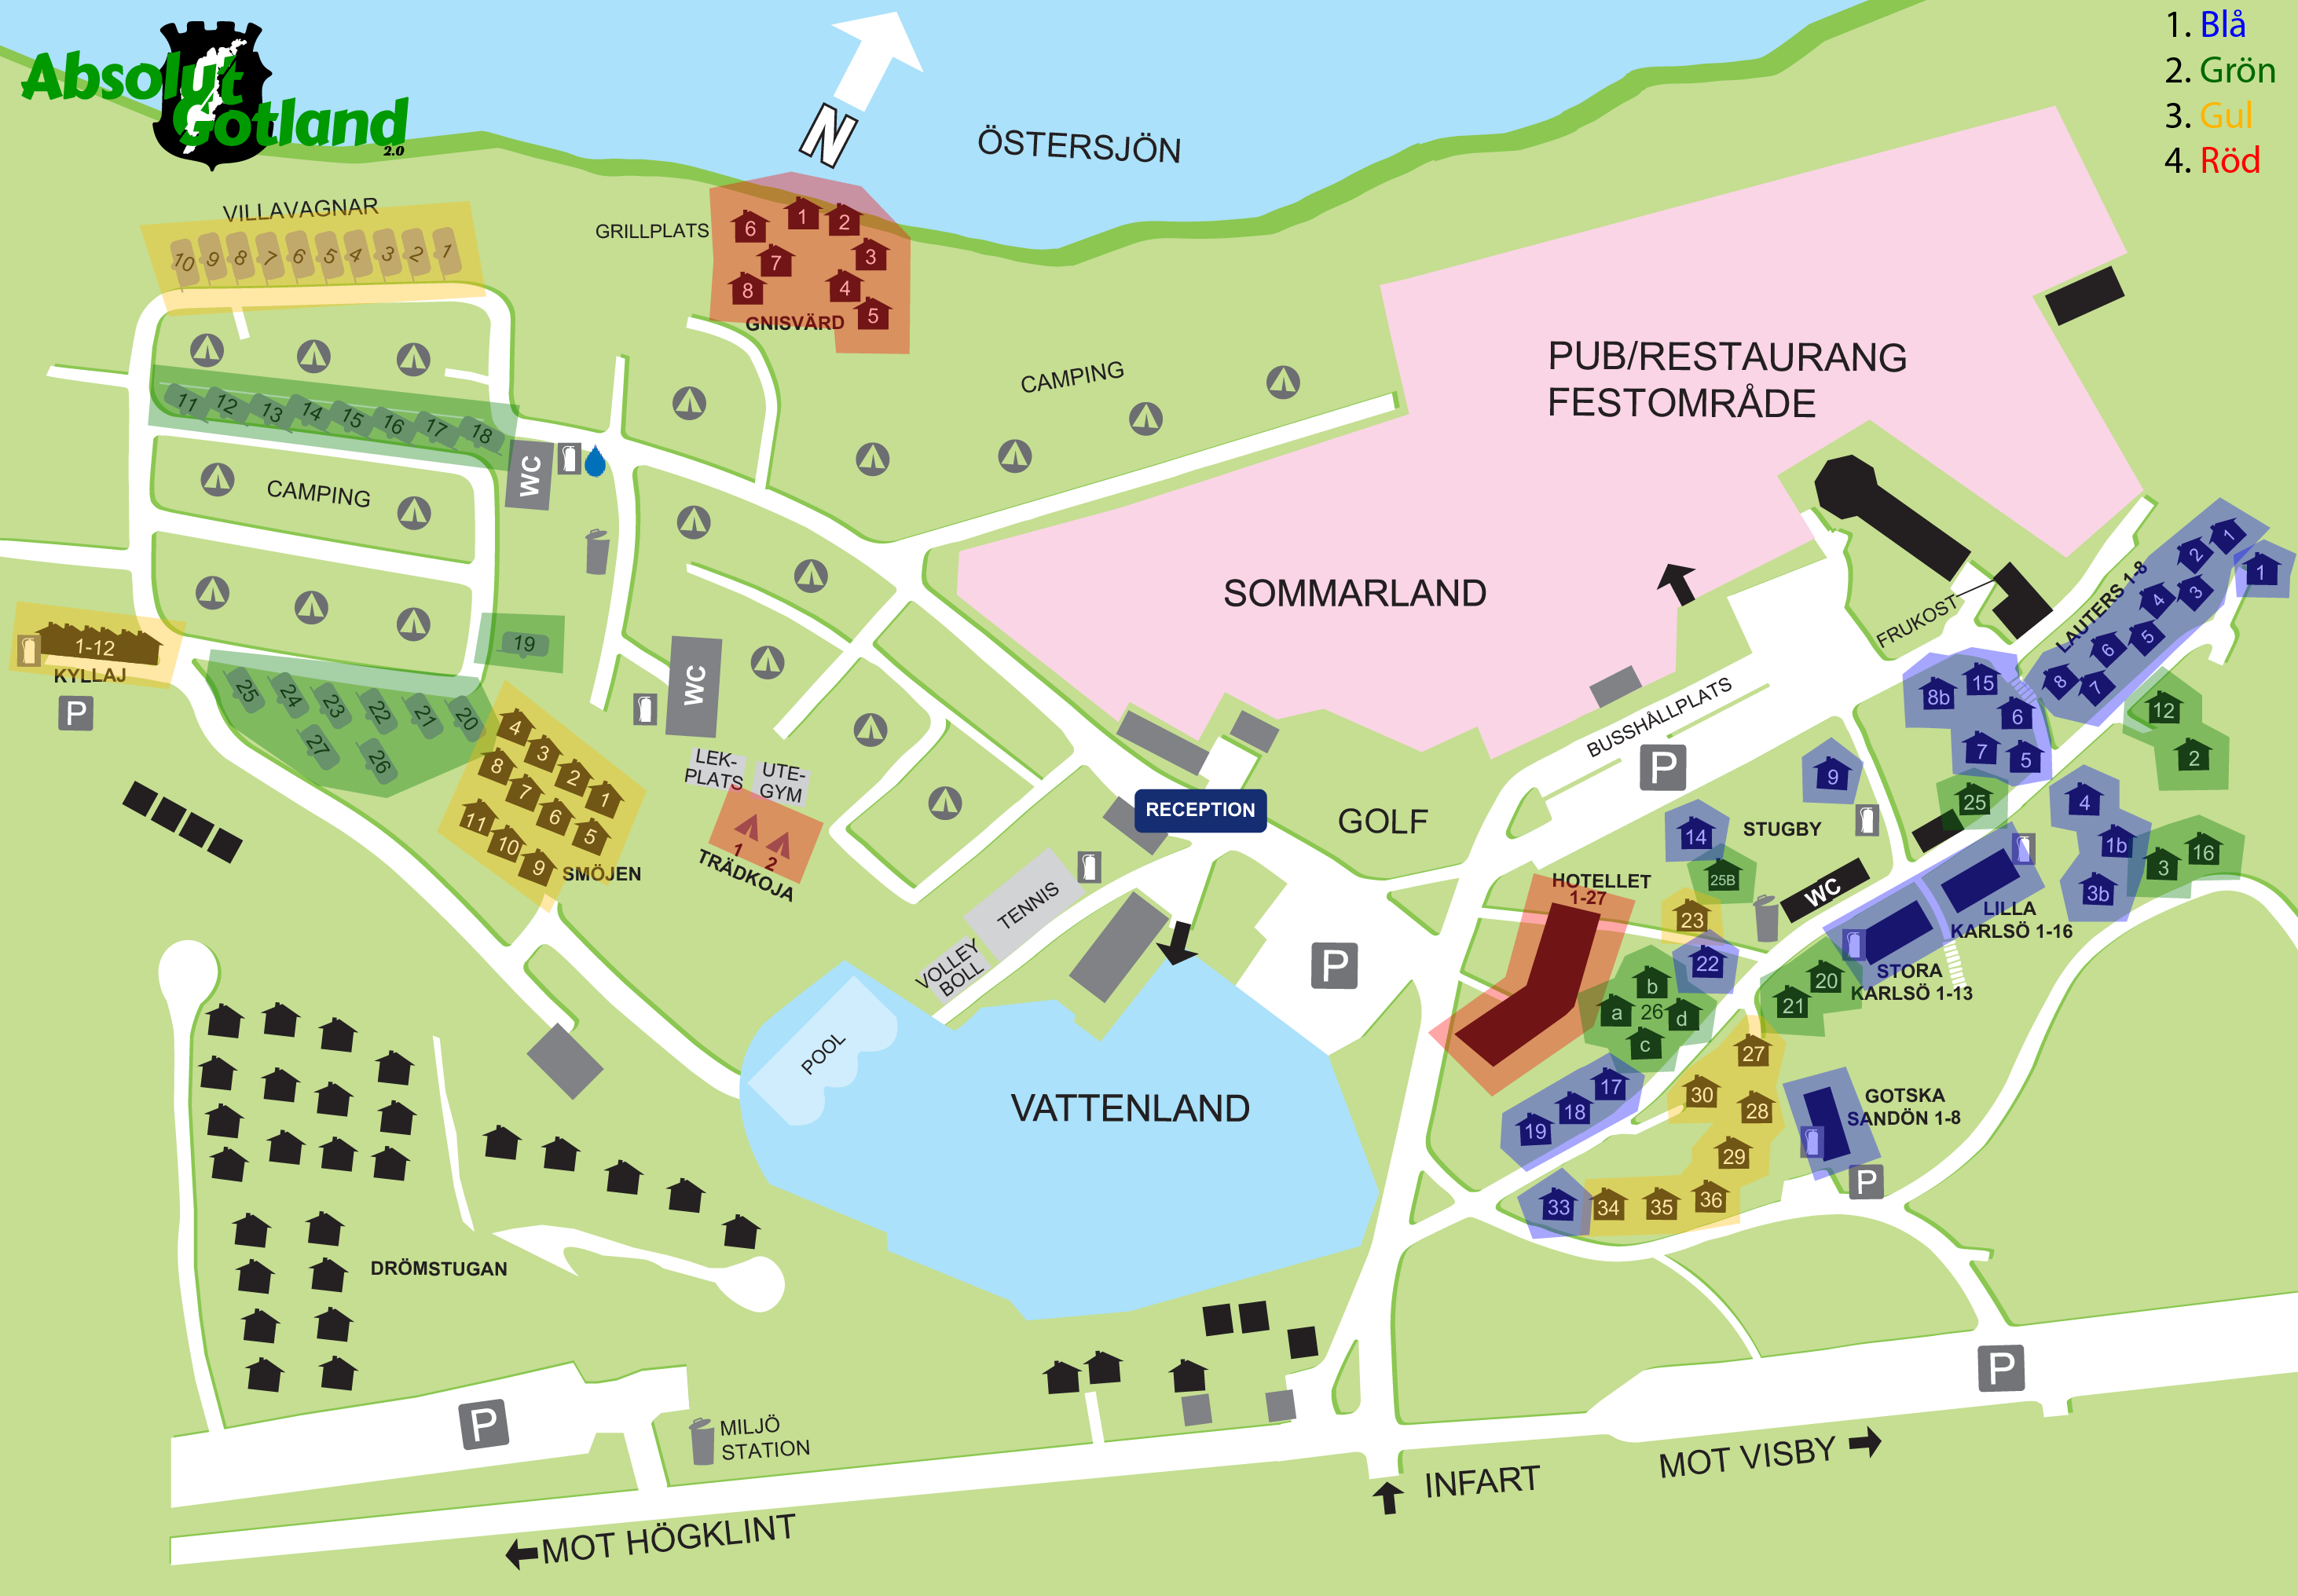 Absolut
Gotland
2.0
N
ÖSTERSJÖN
1. Blå
2. Grön
3. Gul
4. Röd
VILLAVAGNAR
10 9 8 7 6 5 4 3 2 1
GRILLPLATS
6 1 2
7 3
8 4
5
GNISVÄRD
CAMPING
PUB/RESTAURANG
FESTOMRÅDE
11 12 13 14 15 16 17 18
WC
CAMPING
SOMMARLAND
FRUKOST
LAUTERS 1-8
1
2
3
4
5
6
7
8
1
1-12
KYLLAJ
P
19
25 24 23 22 21 20
27 26
WC
4 3 2 1
8 7 6 5
11 10 9
SMÖJEN
LEK-
PLATS
UTE-
GYM
1 2
TRÄDKOJA
RECEPTION
GOLF
BUSSHÅLLPLATS
P
8b 15
6
7 5
12
2
9
STUGBY
25
4
1b
3b
3
16
14
25B
23
22
WC
HOTELLET
1-27
LILLA
KARLSÖ 1-16
STORA
KARLSÖ 1-13
20
21
b
a 26 d
c
TENNIS
VOLLEY
BOLL
P
POOL
VATTENLAND
17
18
19
27
30
28
29
33 34 35 36
GOTSKA
SANDÖN 1-8
P
DRÖMSTUGAN
P
P
MILJÖ
STATION
INFART
MOT VISBY
MOT HÖGKLINT